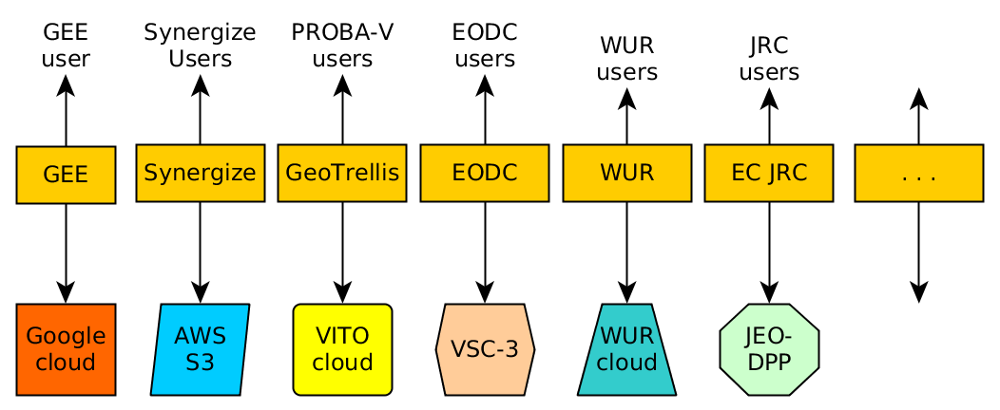 GEE
user
Synergize
Users
PROBA-V
users
EODC
users
WUR
users
JRC
users
GEE
Synergize
GeoTrellis
EODC
WUR
EC JRC
. . .
Google
cloud
AWS
S3
VITO
cloud
VSC-3
WUR
cloud
JEO-
DPP